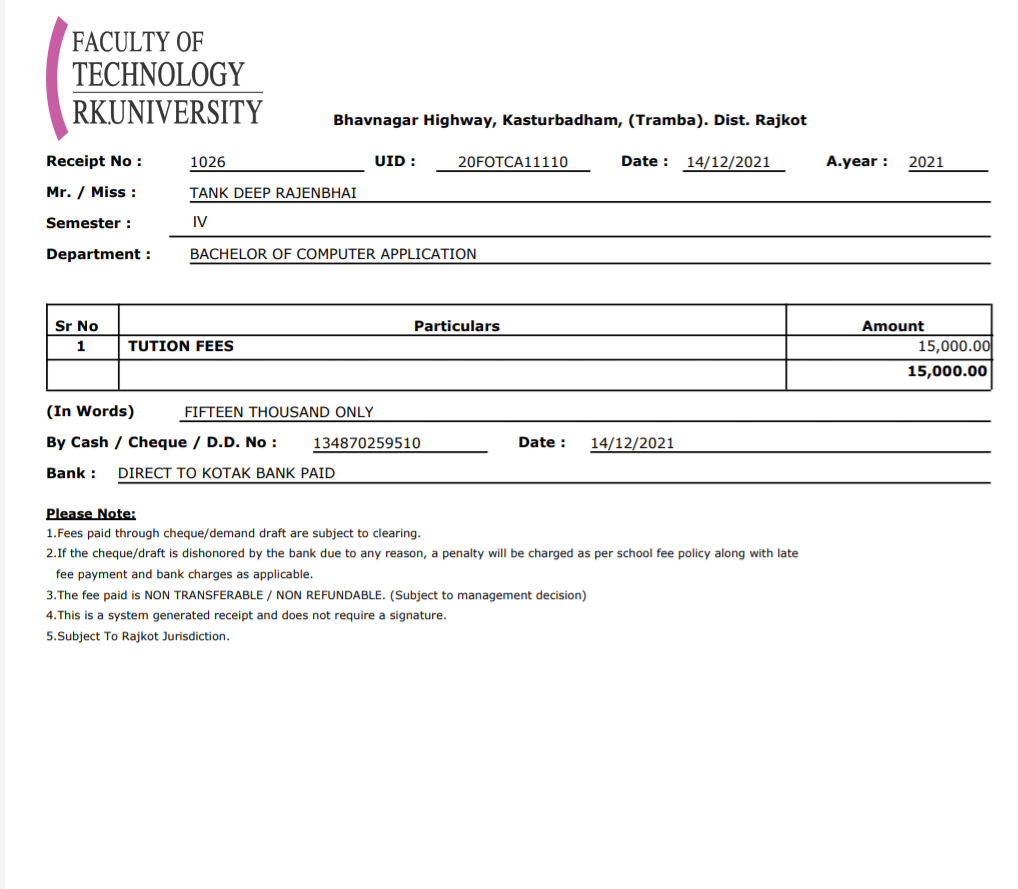 FACULTY OF
TECHNOLOGY
RK.UNIVERSITY
Bhavnagar Highway, Kasturbadham, (Tramba). Dist. Rajkot
Receipt No : 1026 UID : 20FOTCA11110 Date : 14/12/2021 A.year : 2021
Mr. / Miss : TANK DEEP RAJENBHAI
Semester : IV
Department : BACHELOR OF COMPUTER APPLICATION
Sr No Particulars Amount
1 TUTION FEES 15,000.00
15,000.00
(In Words) FIFTEEN THOUSAND ONLY
By Cash / Cheque / D.D. No : 134870259510 Date : 14/12/2021
Bank : DIRECT TO KOTAK BANK PAID
Please Note:
1.Fees paid through cheque/demand draft are subject to clearing.
2.If the cheque/draft is dishonored by the bank due to any reason, a penalty will be charged as per school fee policy along with late
fee payment and bank charges as applicable.
3.The fee paid is NON TRANSFERABLE / NON REFUNDABLE. (Subject to management decision)
4.This is a system generated receipt and does not require a signature.
5.Subject To Rajkot Jurisdiction.